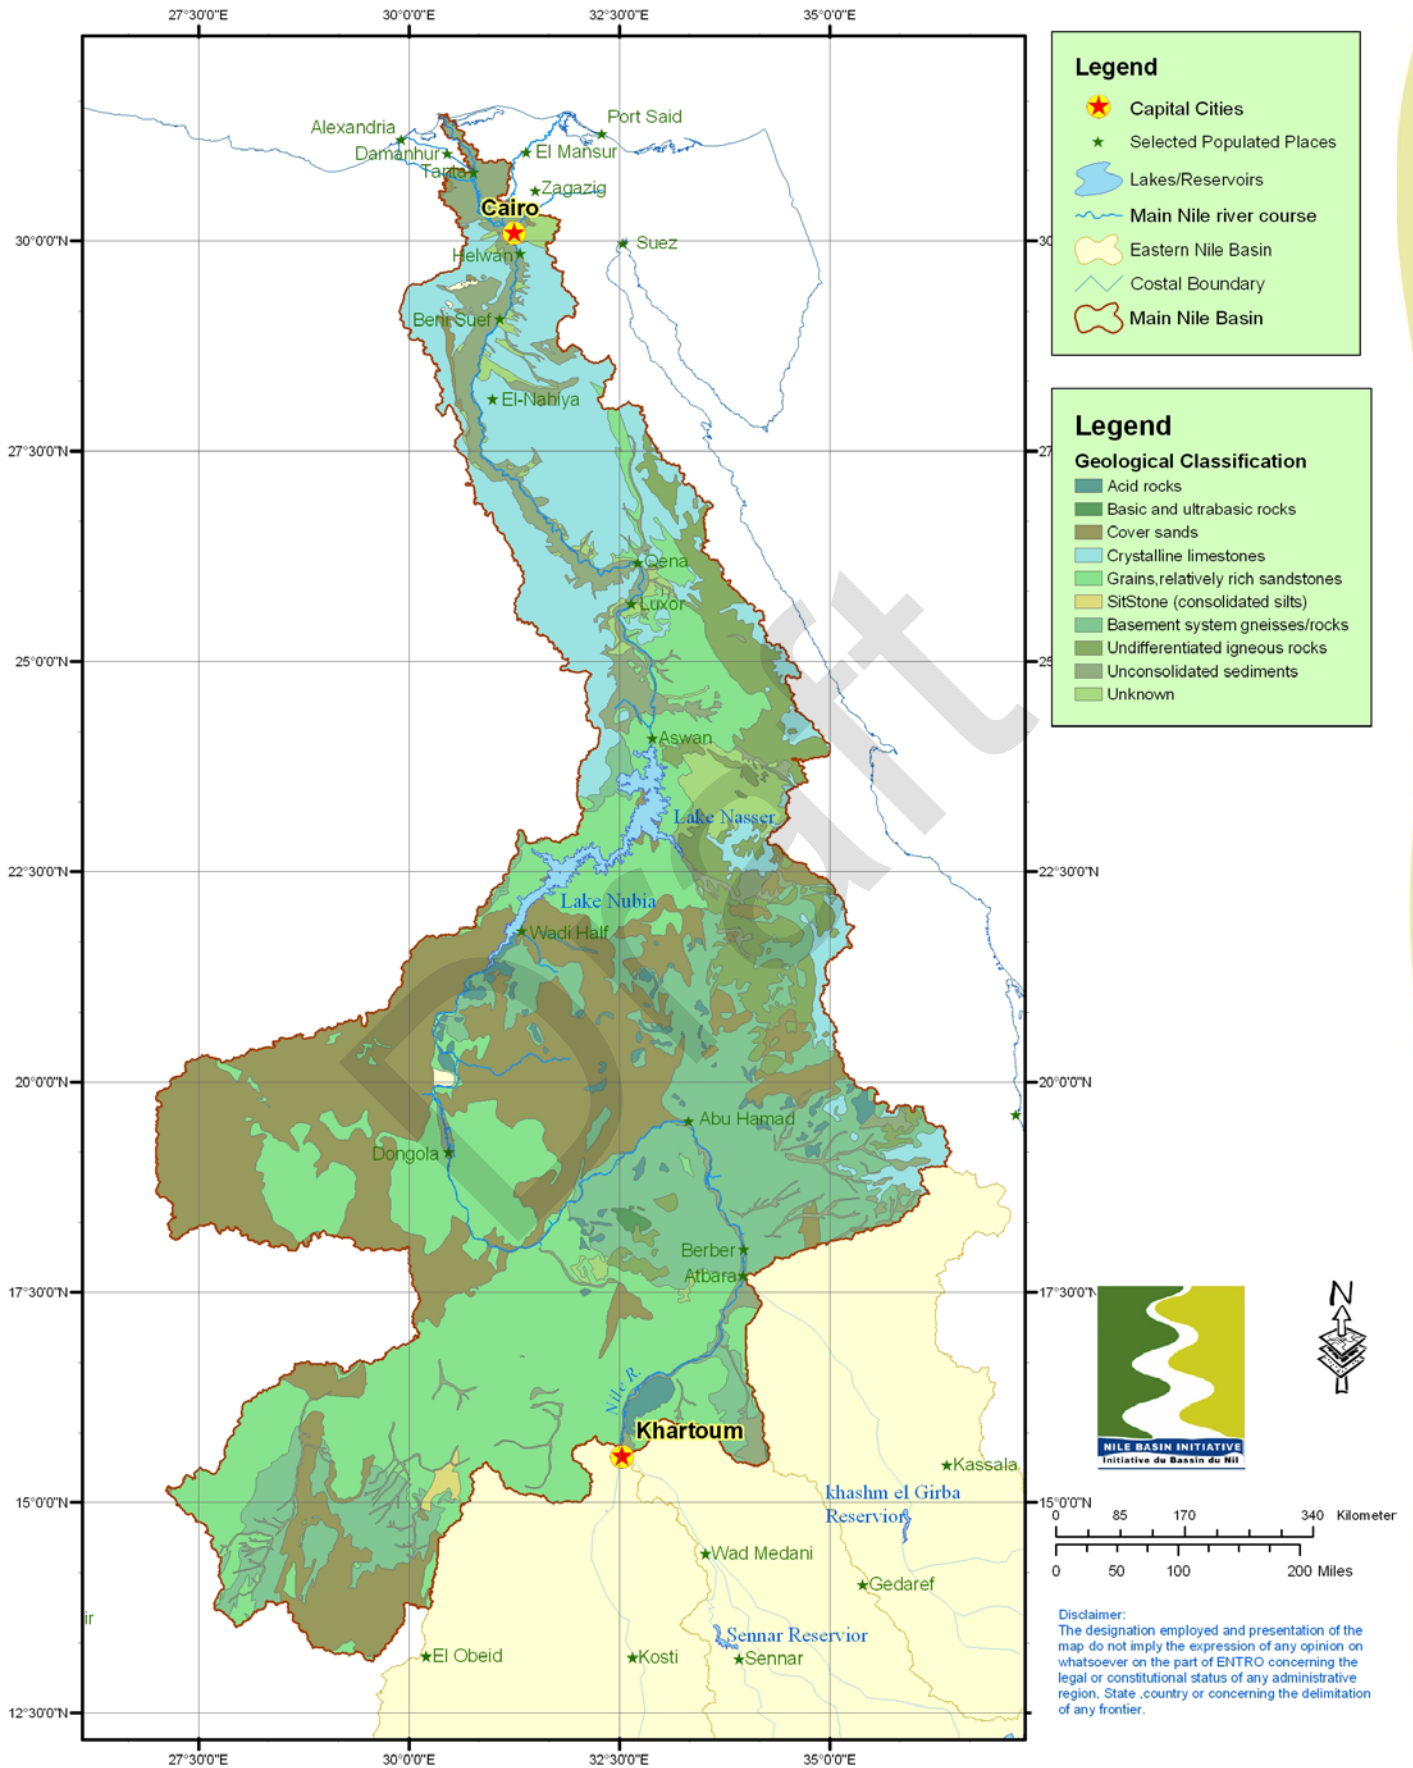 27°30'0"E
30°0'0"E
32°30'0"E
35°0'0"E
Legend
Capital Cities
Selected Populated Places
Lakes/Reservoirs
Main Nile river course
Eastern Nile Basin
Costal Boundary
Main Nile Basin
Alexandria
Port Said
Damanhur
El Mansur
Tanta
Zagazig
Cairo
30°0'0"N
30
Suez
Helwan
Beni Suef
El-Nahiya
Legend
Geological Classification
Acid rocks
Basic and ultrabasic rocks
Cover sands
Crystalline limestones
Grains,relatively rich sandstones
SitStone (consolidated silts)
Basement system gneisses/rocks
Undifferentiated igneous rocks
Unconsolidated sediments
Unknown
27°30'0"N
27
Qena
Luxor
25°0'0"N
25
Aswan
Lake Nasser
22°30'0"N
22°30'0"N
Lake Nubia
Wadi Half
Draft
20°0'0"N
20°0'0"N
Abu Hamad
Dongola
Berber
Atbara
17°30'0"N
17°30'0"N
N
Nile R.
Khartoum
NILE BASIN INITIATIVE
Initiative du Bassin du Nil
Kassala
khashm el Girba
Reservior
15°0'0"N
15°0'0"N
0 85 170 340 Kilometer
0 50 100 200 Miles
Wad Medani
Gedaref
ir
Sennar Reservior
El Obeid
Kosti
Sennar
Disclaimer:
The designation employed and presentation of the
map do not imply the expression of any opinion on
whatsoever on the part of ENTRO concerning the
legal or constitutional status of any administrative
region, State ,country or concerning the delimitation
of any frontier.
12°30'0"N
27°30'0"E
30°0'0"E
32°30'0"E
35°0'0"E